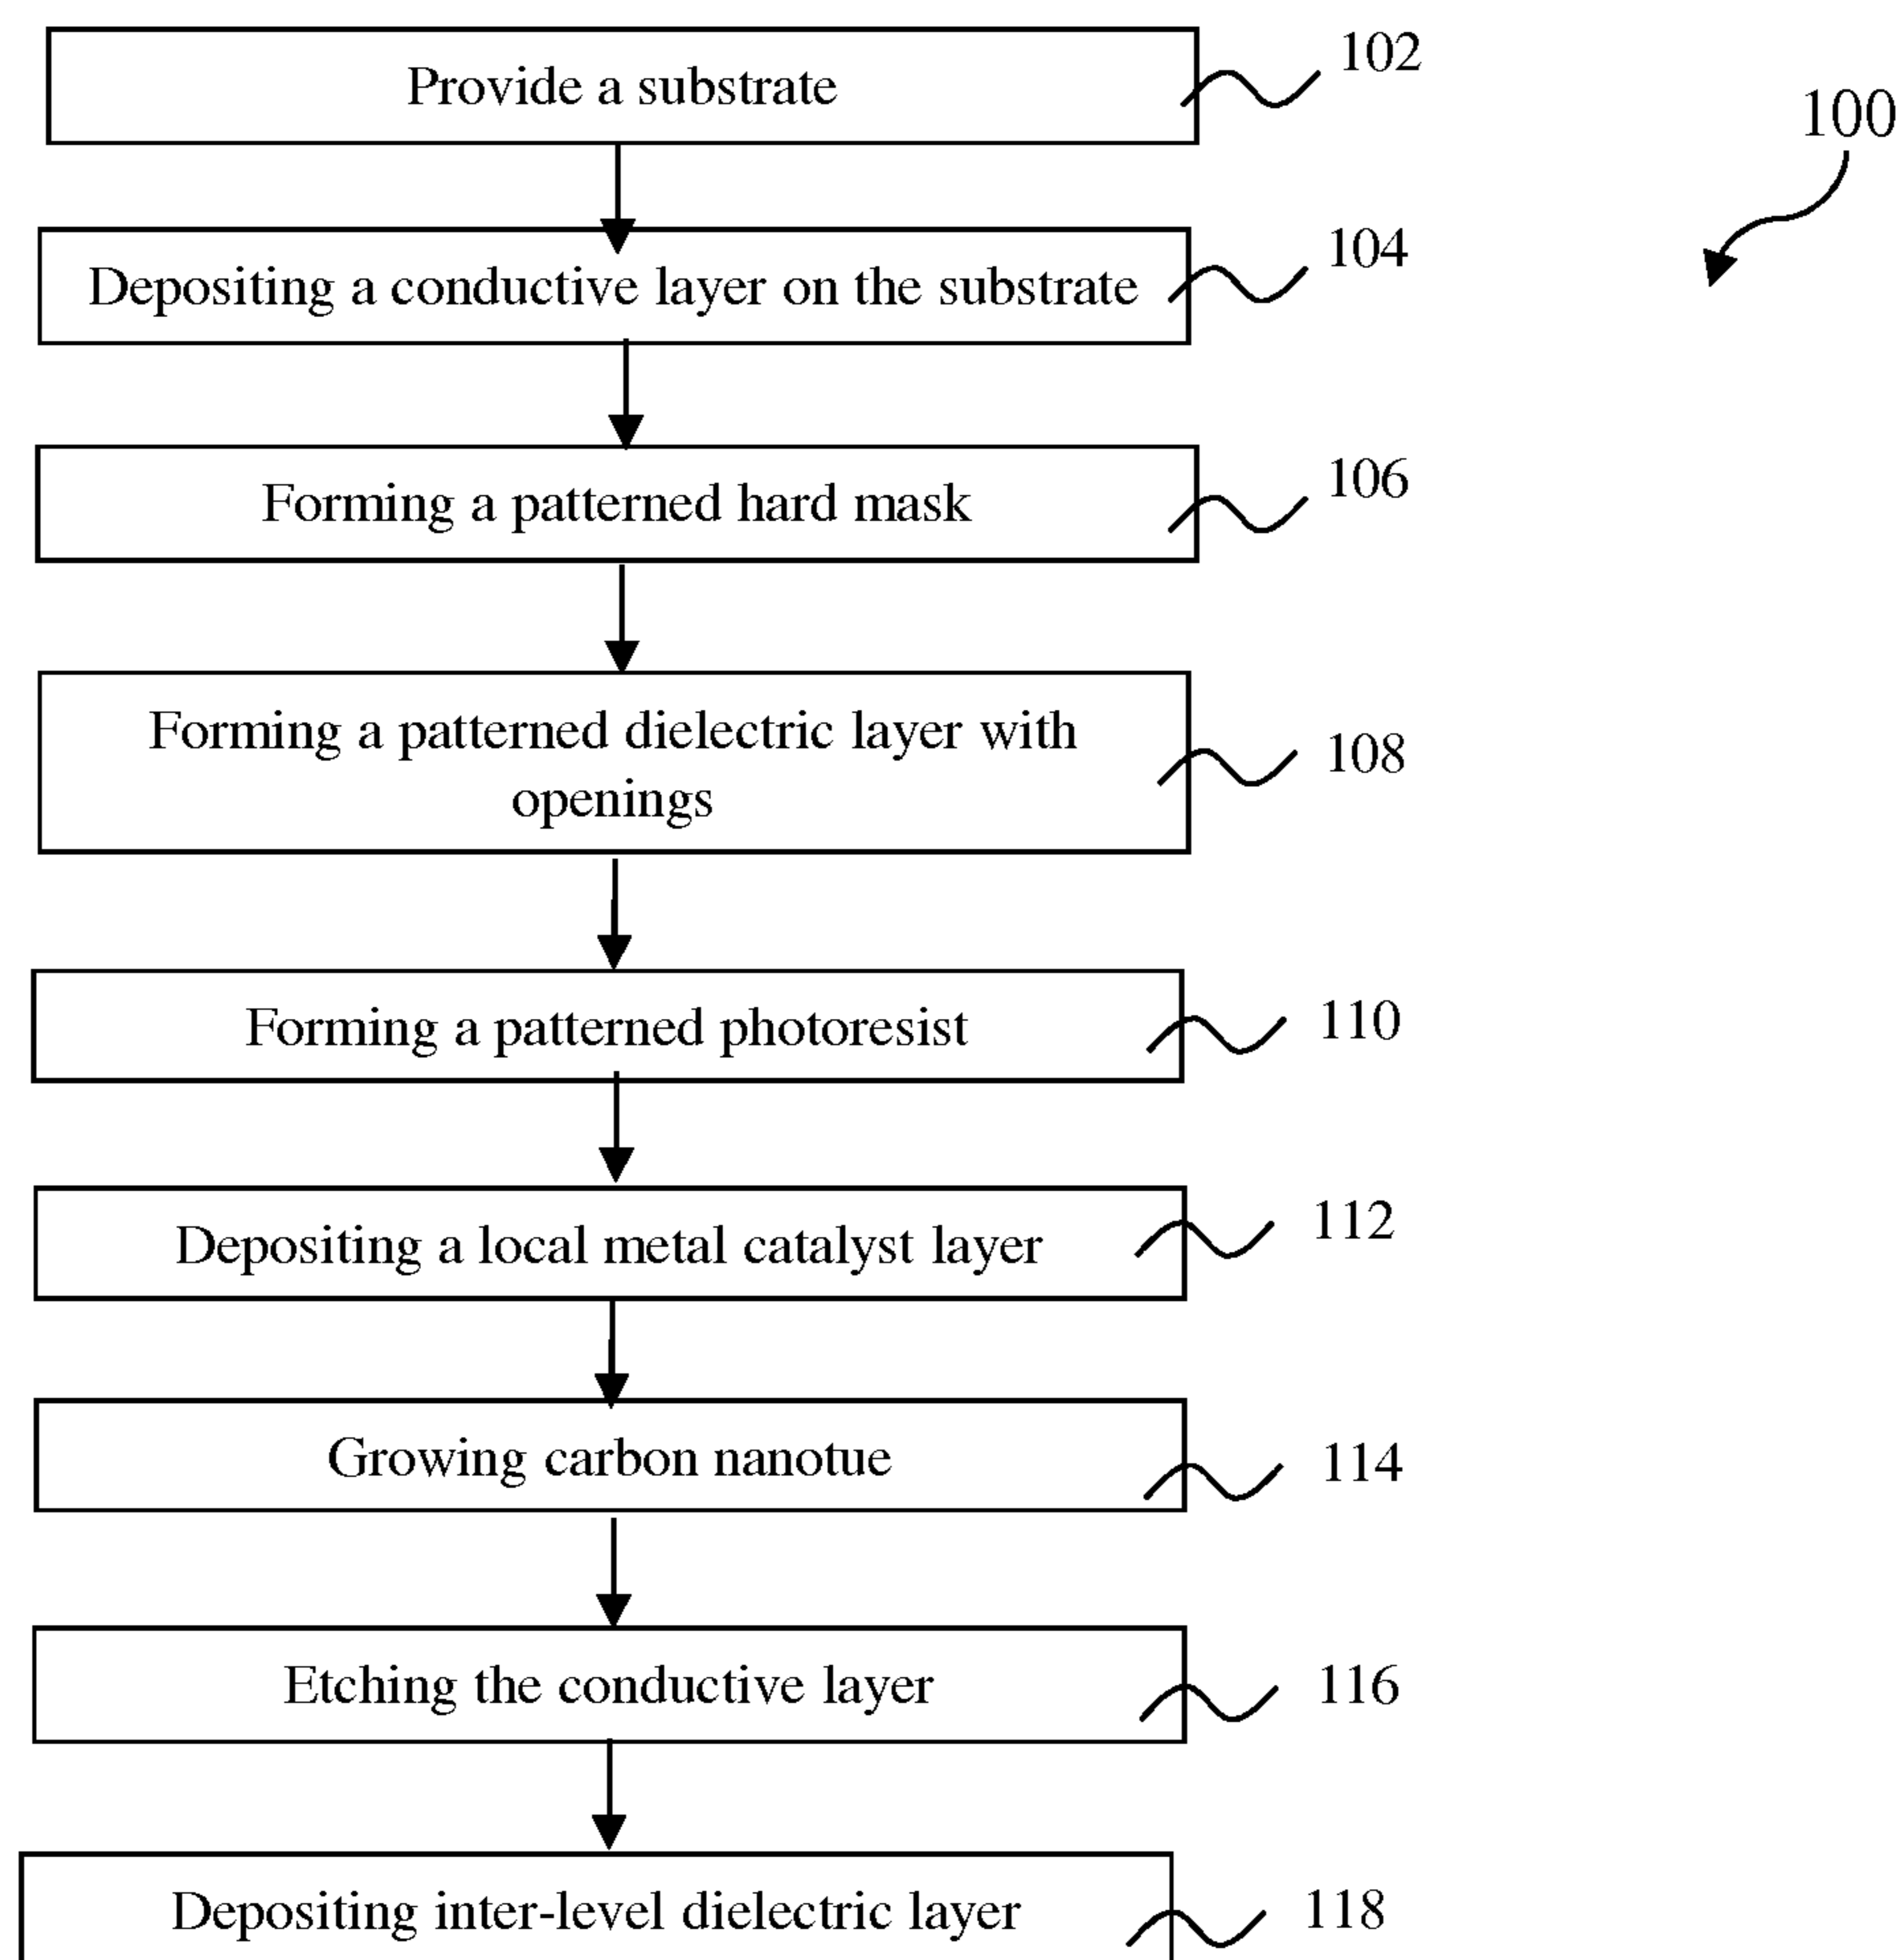 Provide a substrate
102
100
Depositing a conductive layer on the substrate
104
Forming a patterned hard mask
106
Forming a patterned dielectric layer with
openings
108
Forming a patterned photoresist
110
Depositing a local metal catalyst layer
112
Growing carbon nanotue
114
Etching the conductive layer
116
Depositing inter-level dielectric layer
118